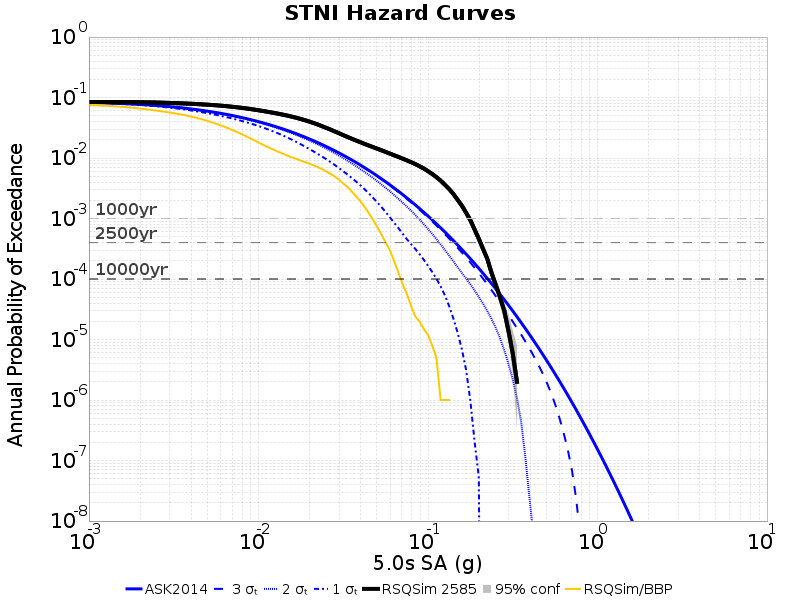 STNI Hazard Curves
Annual Probability of Exceedance
10^0
10^-1
10^-2
10^-3
10^-4
10^-5
10^-6
10^-7
10^-8
1000yr
2500yr
10000yr
10^-3 10^-2 10^-1 10^0 10^1
5.0s SA (g)
ASK2014 3 σₜ 2 σₜ 1 σₜ RSQSim 2585 95% conf RSQSim/BBP